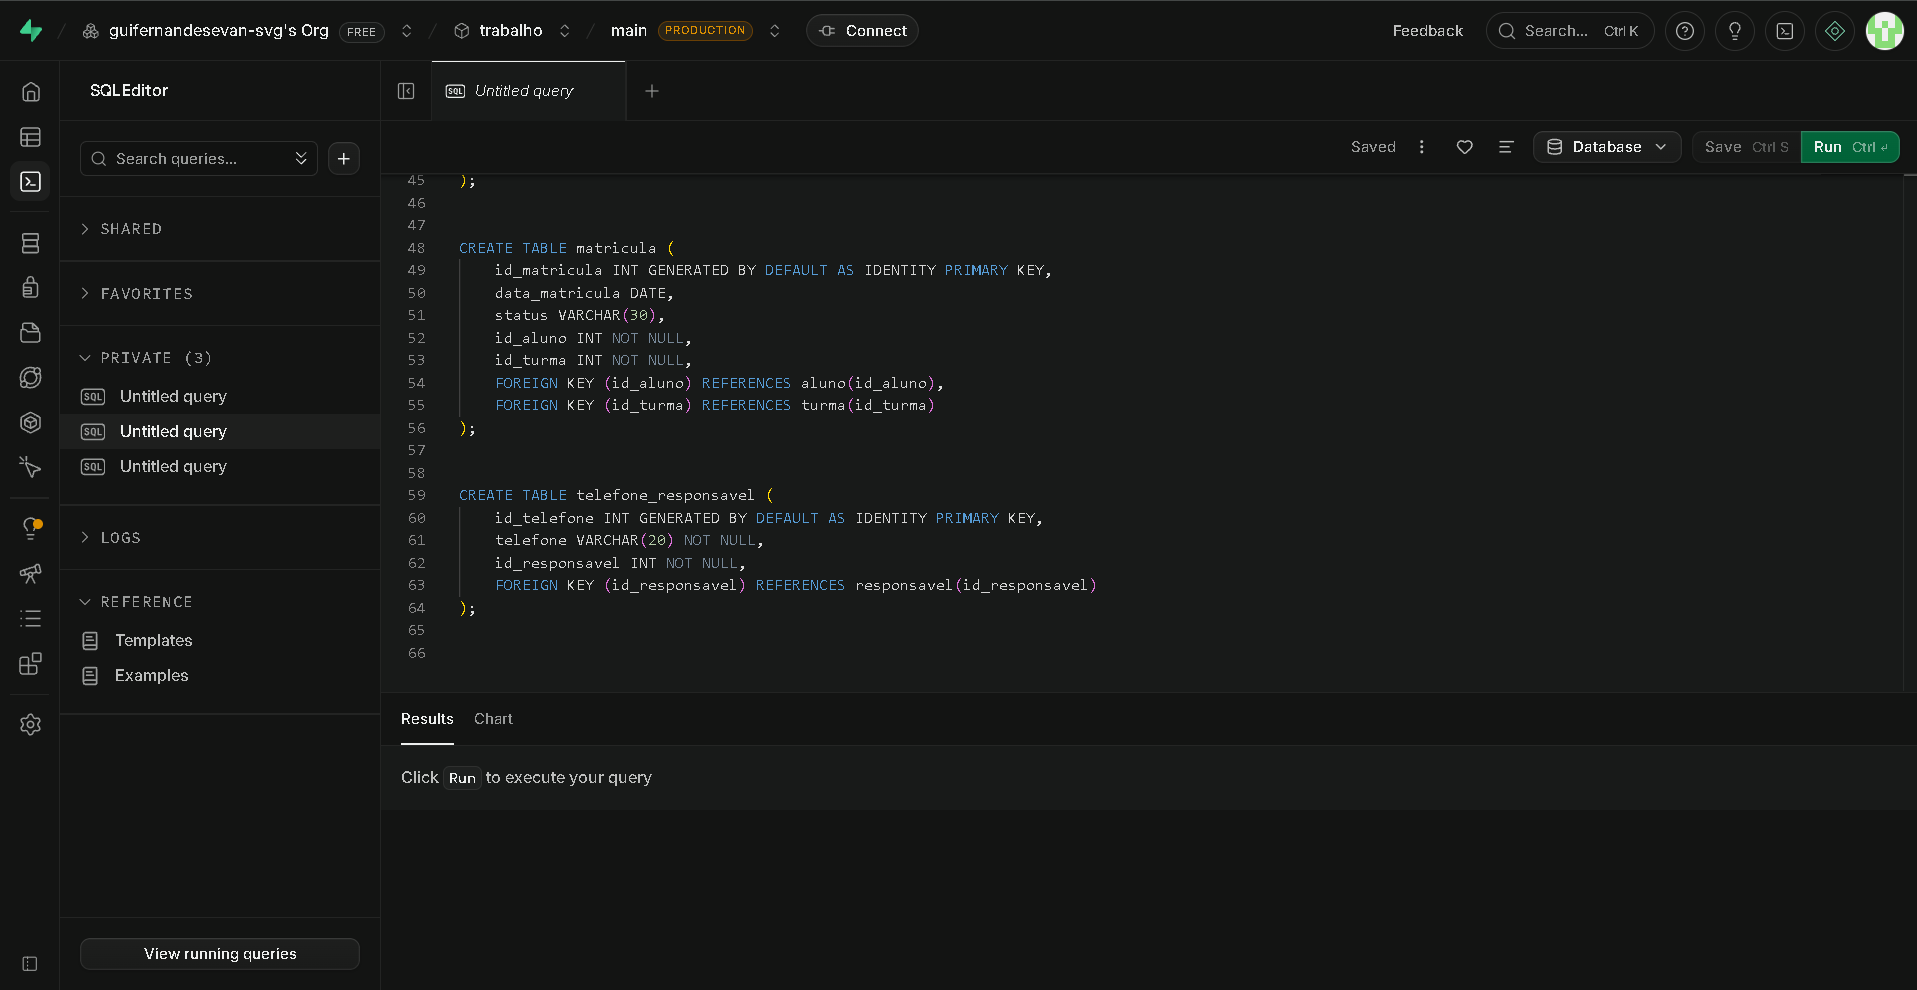 guifernandesevan-svg's Org FREE trabalho main PRODUCTION Connect Feedback Search... Ctrl K
SQL Editor
SQL Untitled query
Search queries...
Saved Database Save Ctrl S Run Ctrl ↵
SHARED
FAVORITES
PRIVATE (3)
SQL Untitled query
SQL Untitled query
SQL Untitled query
LOGS
REFERENCE
Templates
Examples
View running queries
45 );
46
47
48 CREATE TABLE matricula (
49 id_matricula INT GENERATED BY DEFAULT AS IDENTITY PRIMARY KEY,
50 data_matricula DATE,
51 status VARCHAR(30),
52 id_aluno INT NOT NULL,
53 id_turma INT NOT NULL,
54 FOREIGN KEY (id_aluno) REFERENCES aluno(id_aluno),
55 FOREIGN KEY (id_turma) REFERENCES turma(id_turma)
56 );
57
58
59 CREATE TABLE telefone_responsavel (
60 id_telefone INT GENERATED BY DEFAULT AS IDENTITY PRIMARY KEY,
61 telefone VARCHAR(20) NOT NULL,
62 id_responsavel INT NOT NULL,
63 FOREIGN KEY (id_responsavel) REFERENCES responsavel(id_responsavel)
64 );
65
66
Results Chart
Click Run to execute your query